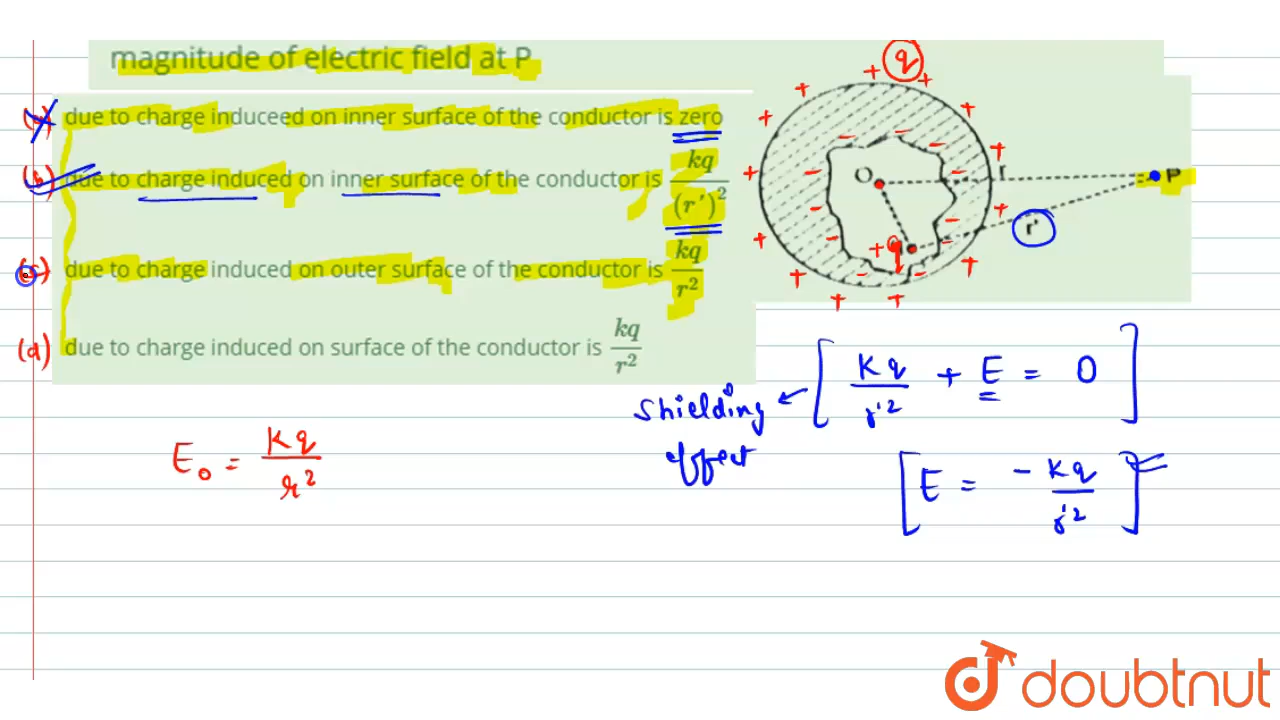 magnitude of electric field at P
(a) due to charge induceed on inner surface of the conductor is zero
(b) due to charge induced on inner surface of the conductor is kq/(r')²
(c) due to charge induced on outer surface of the conductor is kq/r²
(d) due to charge induced on surface of the conductor is kq/r²
q
O
r
P
r'
+q
Kq/r'² + E = 0
Shielding
effect
E₀ = Kq/r²
E = -Kq/r'²
doubtnut